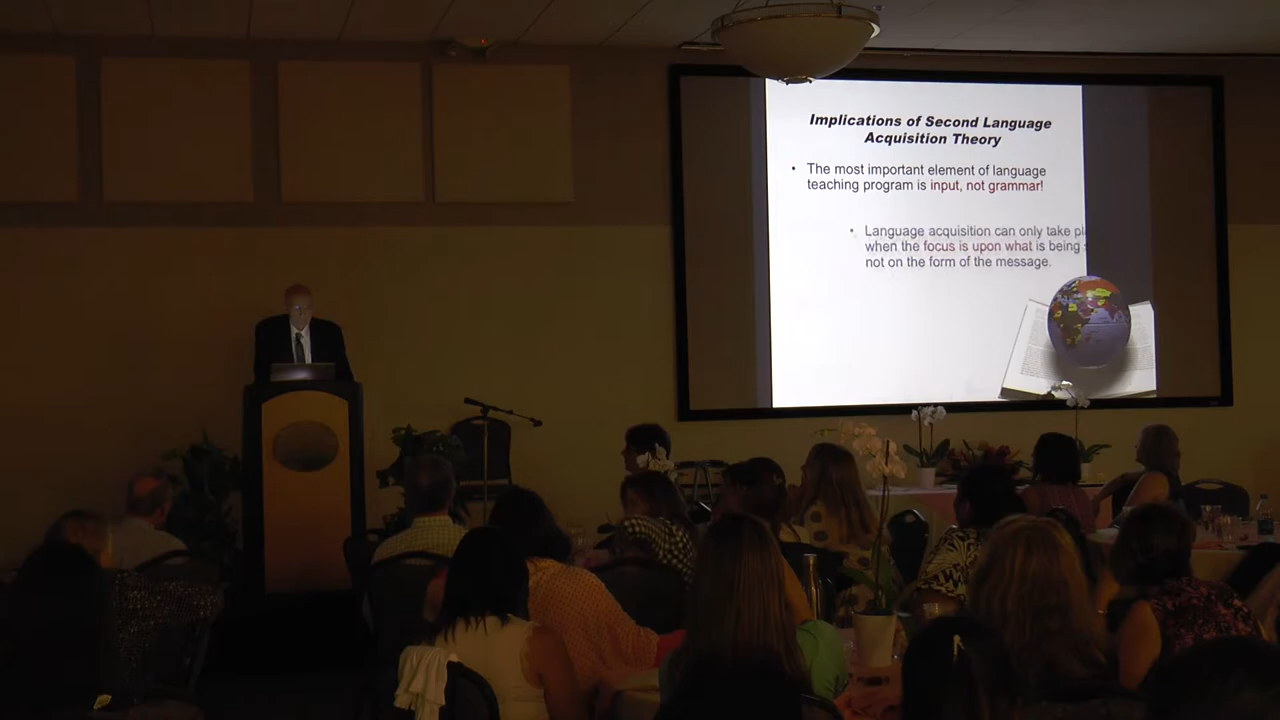 Implications of Second Language
Acquisition Theory
• The most important element of language
teaching program is input, not grammar!
• Language acquisition can only take
when the focus is upon what is being
not on the form of the message.